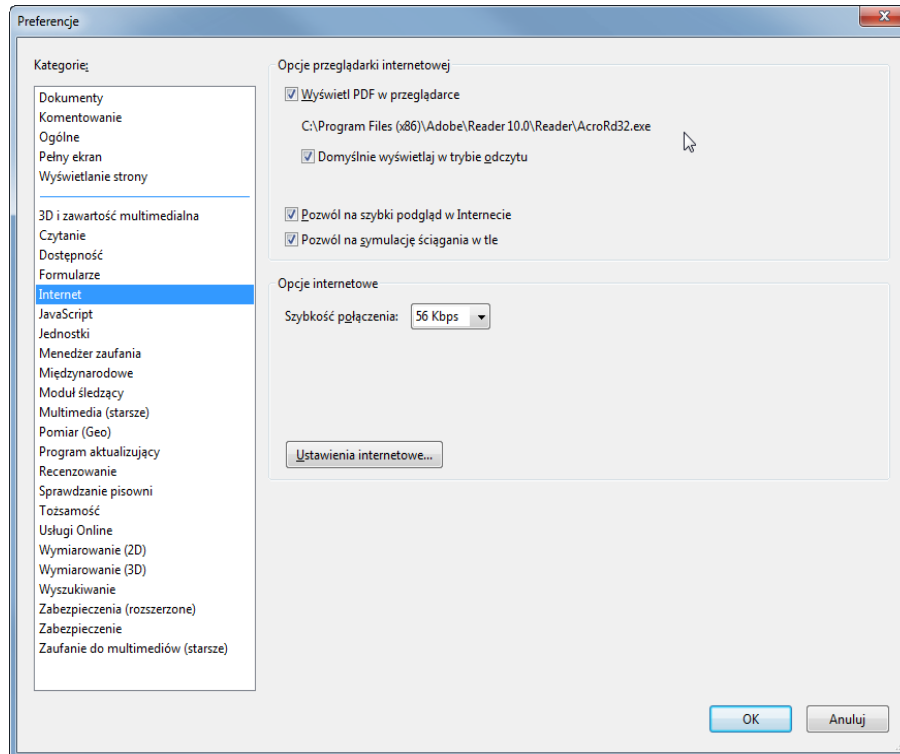 Preferencje
Kategorie:
Dokumenty
Komentowanie
Ogólne
Pełny ekran
Wyświetlanie strony
3D i zawartość multimedialna
Czytanie
Dostępność
Formularze
Internet
JavaScript
Jednostki
Menedżer zaufania
Międzynarodowe
Moduł śledzący
Multimedia (starsze)
Pomiar (Geo)
Program aktualizujący
Recenzowanie
Sprawdzanie pisowni
Tożsamość
Usługi Online
Wymiarowanie (2D)
Wymiarowanie (3D)
Wyszukiwanie
Zabezpieczenia (rozszerzone)
Zabezpieczenie
Zaufanie do multimediów (starsze)
Opcje przeglądarki internetowej
Wyświetl PDF w przeglądarce
C:\Program Files (x86)\Adobe\Reader 10.0\Reader\AcroRd32.exe
Domyślnie wyświetlaj w trybie odczytu
Pozwól na szybki podgląd w Internecie
Pozwól na symulację ściągania w tle
Opcje internetowe
Szybkość połączenia: 56 Kbps
Ustawienia internetowe...
OK Anuluj